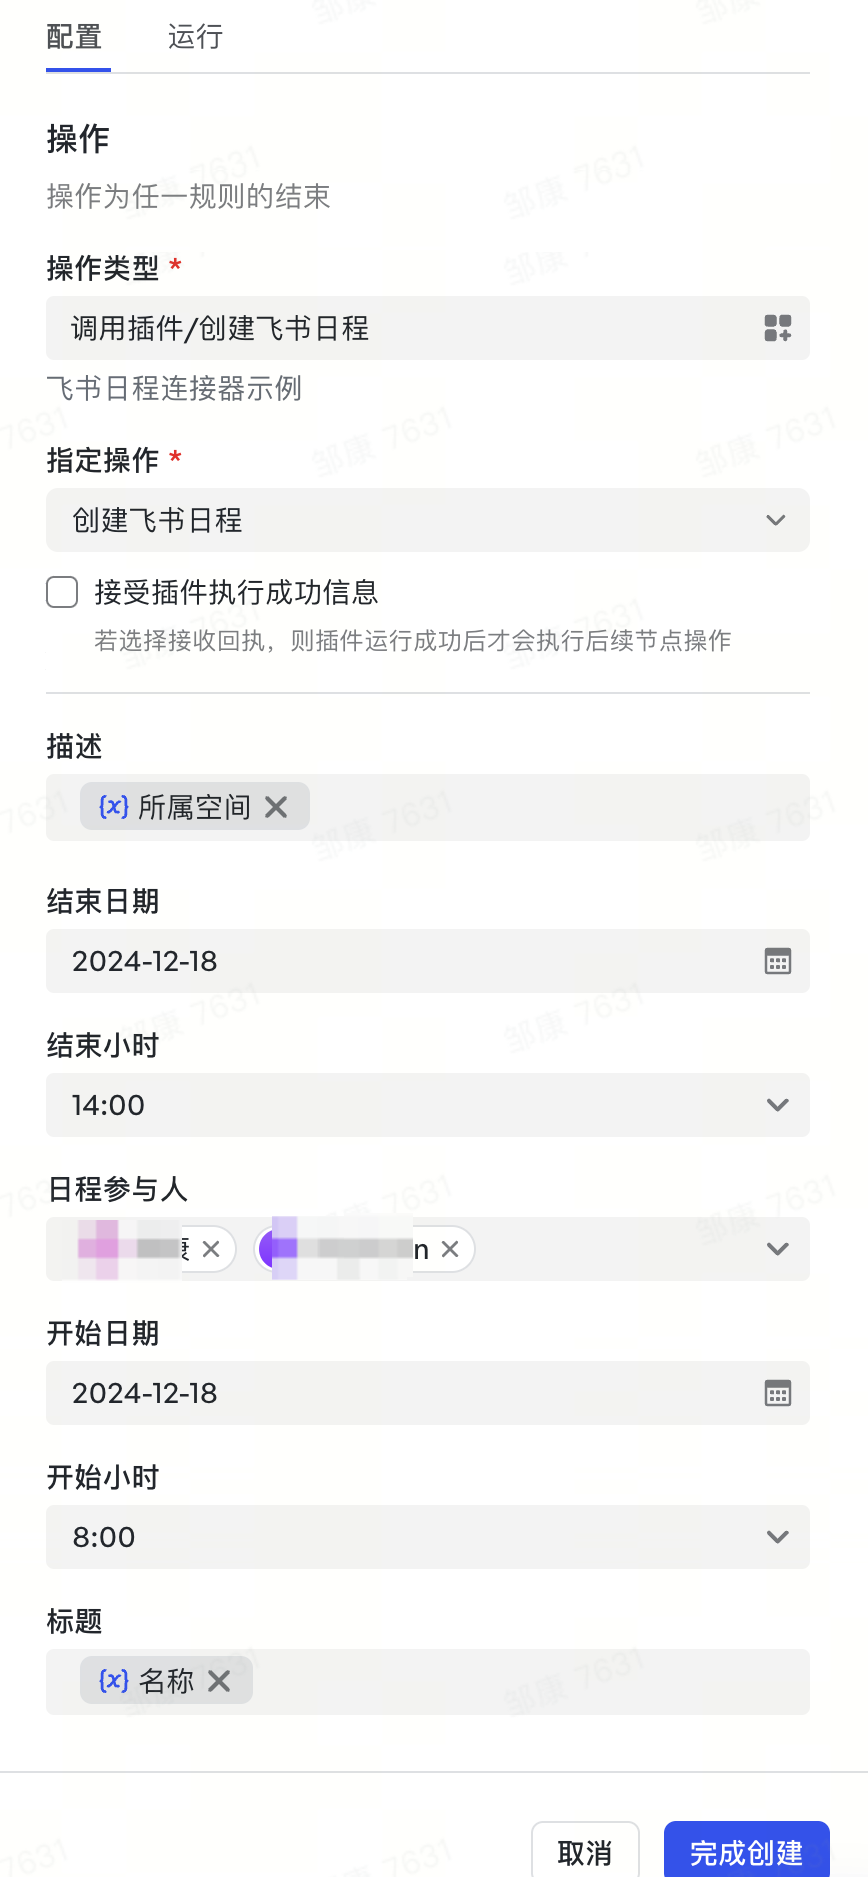 配置 运行
操作
操作为任一规则的结束
操作类型 *
调用插件/创建飞书日程
飞书日程连接器示例
指定操作 *
创建飞书日程
接受插件执行成功信息
若选择接收回执，则插件运行成功后才会执行后续节点操作
描述
{x} 所属空间
结束日期
2024-12-18
结束小时
14:00
日程参与人
康 n
开始日期
2024-12-18
开始小时
8:00
标题
{x} 名称
取消 完成创建
邹康 7631